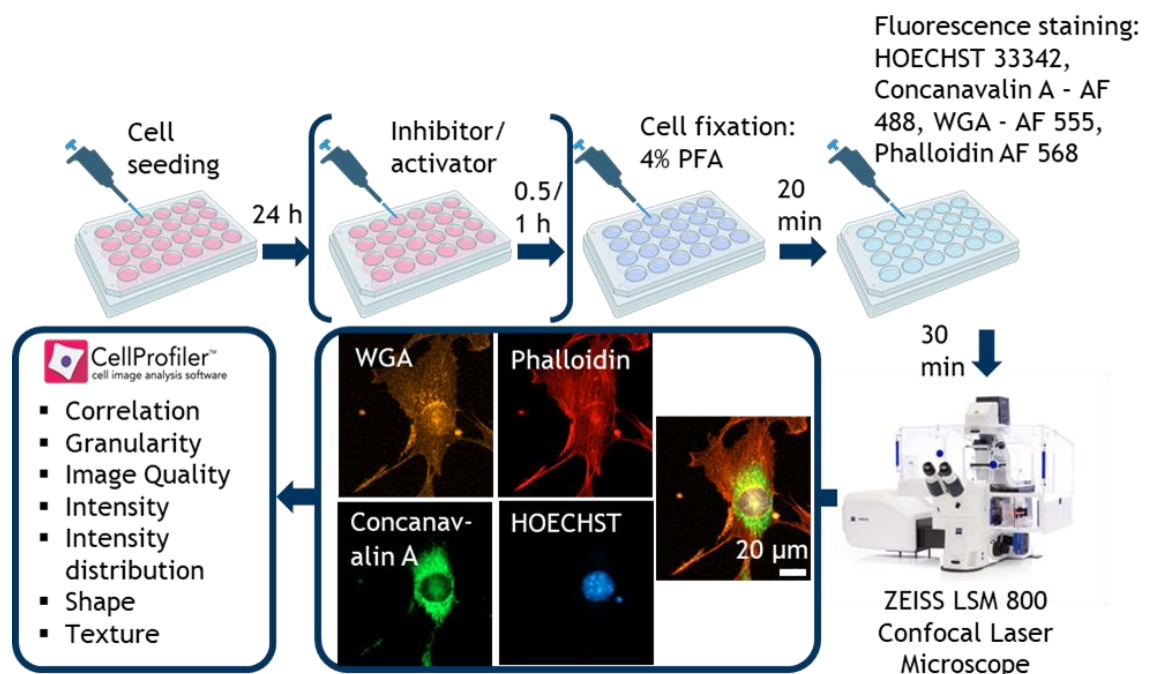 Fluorescence staining:
HOECHST 33342,
Concanavalin A – AF
488, WGA - AF 555,
Phalloidin AF 568
Cell
seeding
24 h
Inhibitor/
activator
0.5/
1 h
Cell fixation:
4% PFA
20
min
30
min
CellProfiler™
cell image analysis software
▪ Correlation
▪ Granularity
▪ Image Quality
▪ Intensity
▪ Intensity
distribution
▪ Shape
▪ Texture
WGA
Phalloidin
Concanav-
alin A
HOECHST
20 µm
ZEISS LSM 800
Confocal Laser
Microscope